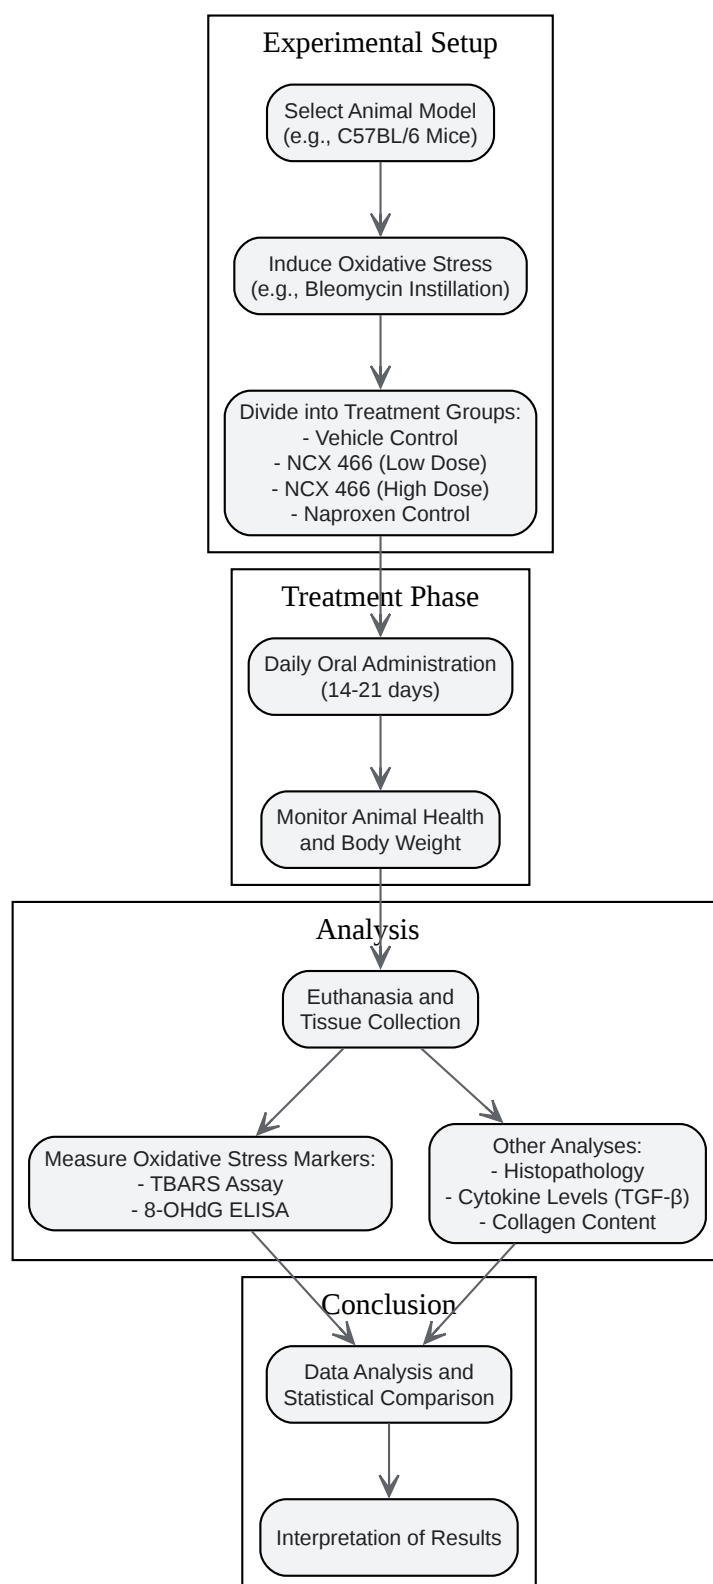 Experimental Setup
Select Animal Model
(e.g., C57BL/6 Mice)
Induce Oxidative Stress
(e.g., Bleomycin Instillation)
Divide into Treatment Groups:
- Vehicle Control
- NCX 466 (Low Dose)
- NCX 466 (High Dose)
- Naproxen Control
Treatment Phase
Daily Oral Administration
(14-21 days)
Monitor Animal Health
and Body Weight
Analysis
Euthanasia and
Tissue Collection
Measure Oxidative Stress Markers:
- TBARS Assay
- 8-OHdG ELISA
Other Analyses:
- Histopathology
- Cytokine Levels (TGF-β)
- Collagen Content
Conclusion
Data Analysis and
Statistical Comparison
Interpretation of Results